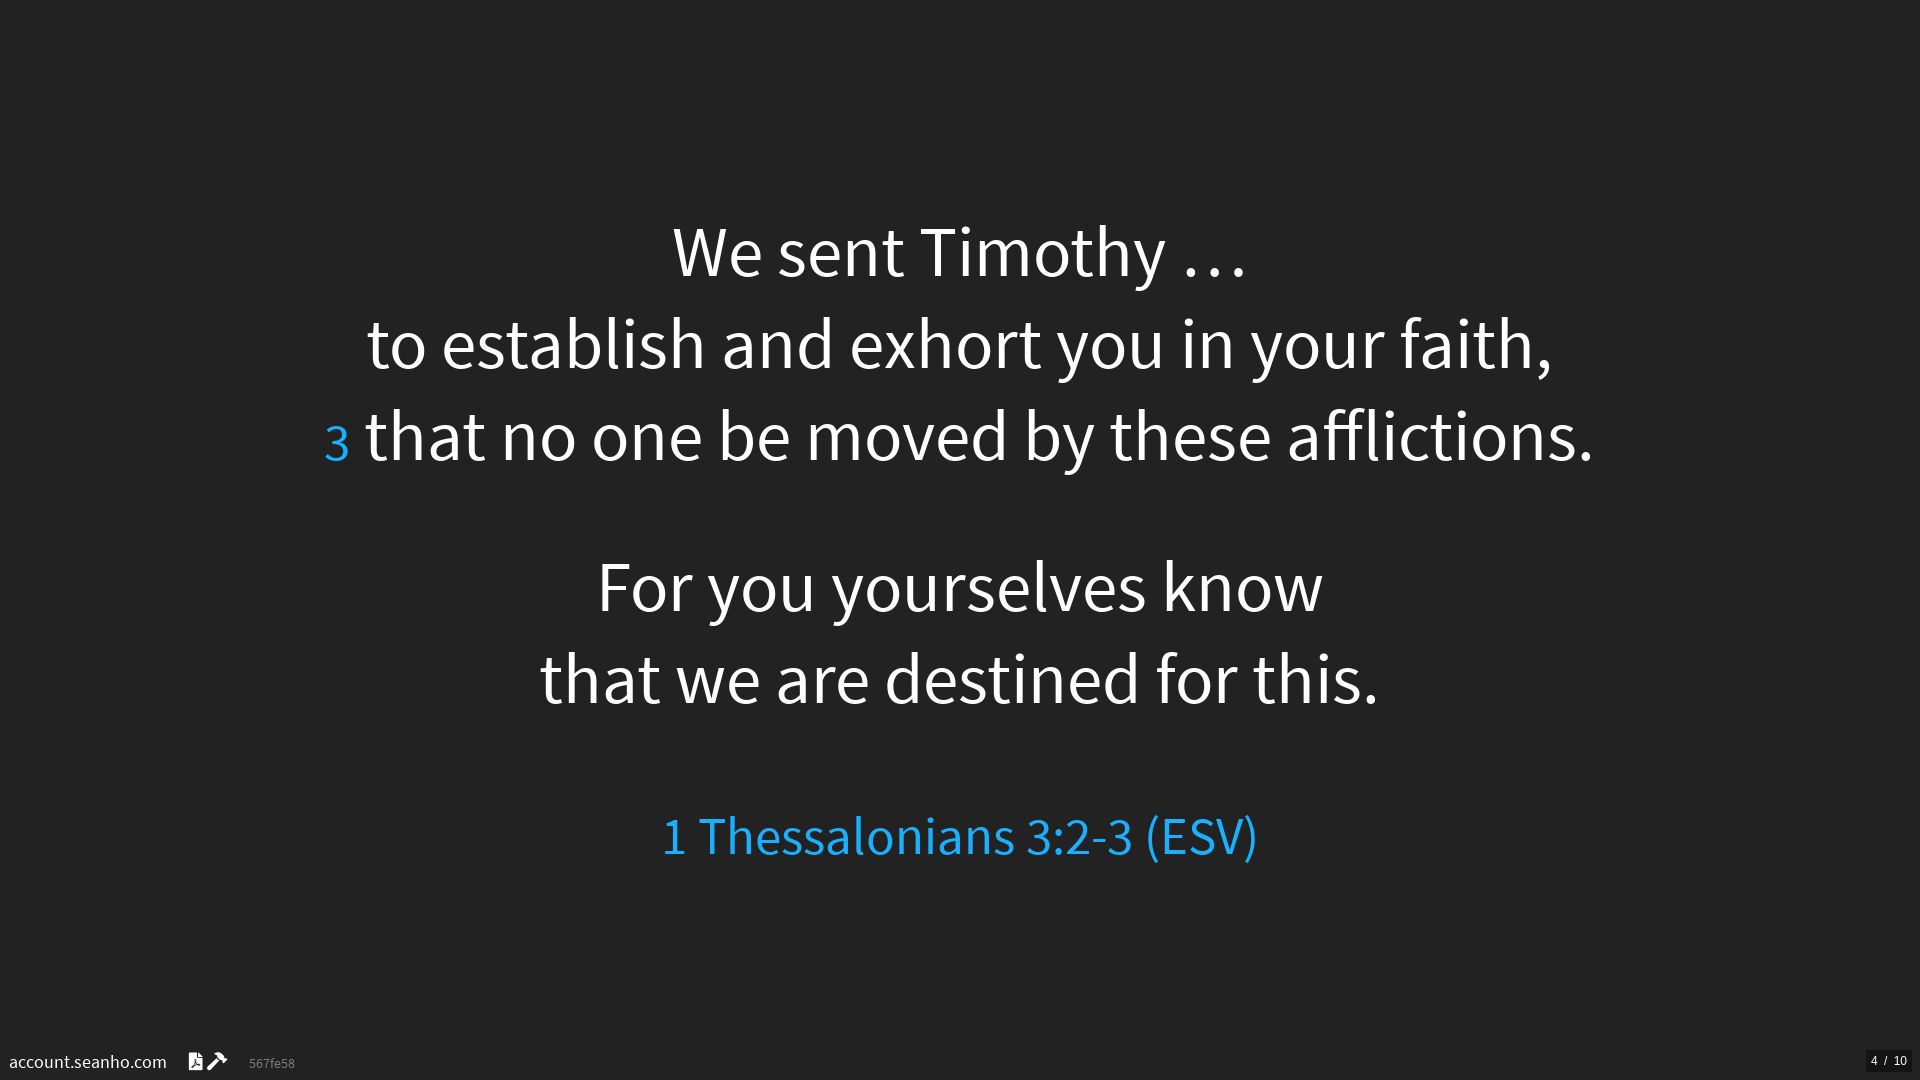 We sent Timothy …
to establish and exhort you in your faith,
3 that no one be moved by these afflictions.
For you yourselves know
that we are destined for this.
1 Thessalonians 3:2-3 (ESV)
account.seanho.com 567fe58
4 / 10